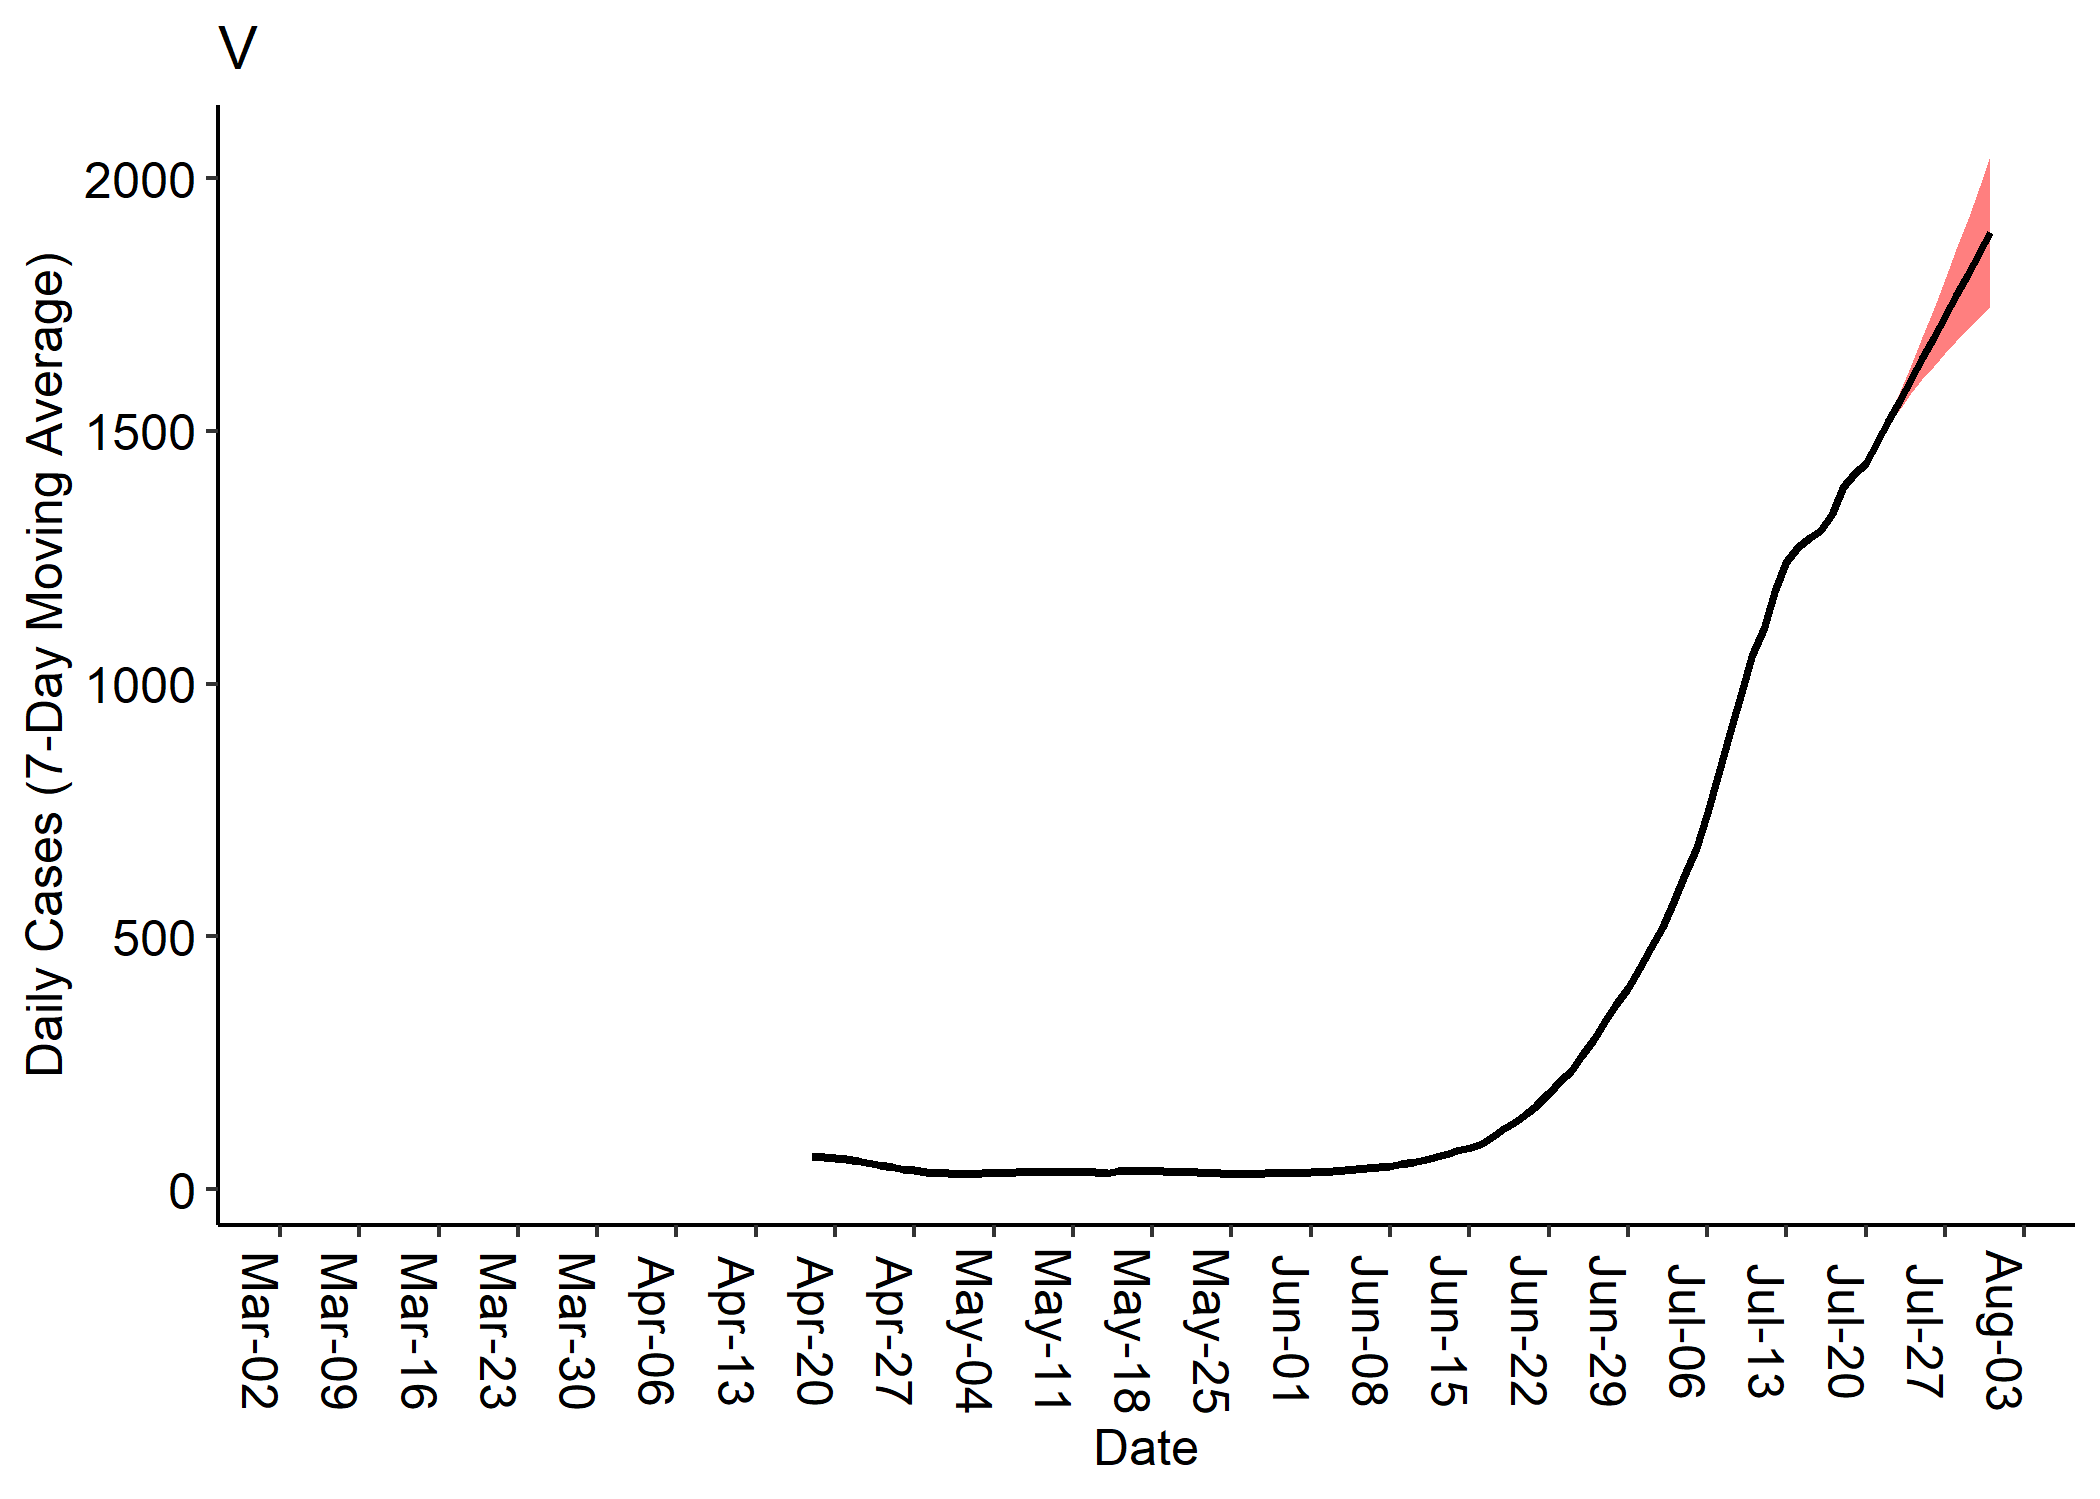 V
Daily Cases (7-Day Moving Average)
2000
1500
1000
500
0
Mar-02
Mar-09
Mar-16
Mar-23
Mar-30
Apr-06
Apr-13
Apr-20
Apr-27
May-04
May-11
May-18
May-25
Jun-01
Jun-08
Jun-15
Jun-22
Jun-29
Jul-06
Jul-13
Jul-20
Jul-27
Aug-03
Date